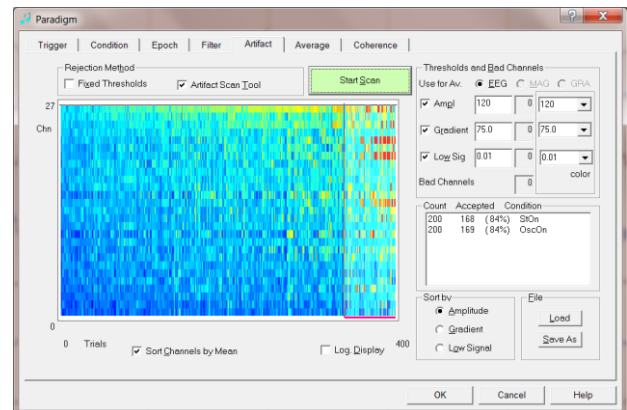 Paradigm
Trigger Condition Epoch Filter Artifact Average Coherence
Rejection Method
Fixed Thresholds Artifact Scan Tool
Start Scan
27
Chn
0
0 Trials 400
Sort Channels by Mean Log. Display
Thresholds and Bad Channels
Use for Av. EEG MAG GRA
Ampl 120 0 120
Gradient 75.0 0 75.0
Low Sig 0.01 0 0.01
color
Bad Channels 0
Count Accepted Condition
200 168 (84%) StOn
200 169 (84%) OscOn
Sort by
Amplitude
Gradient
Low Signal
File
Load
Save As
OK Cancel Help